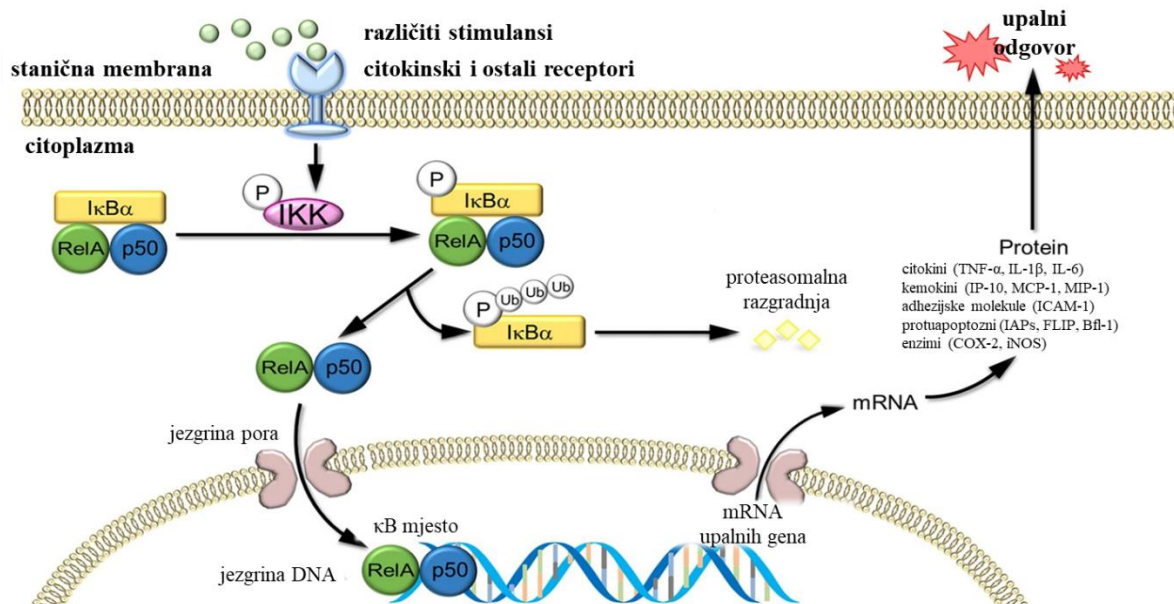 različiti stimulansi
citokinski i ostali receptori
stanična membrana
citoplazma
upalni
odgovor
IκBα
RelA
p50
P
IKK
P
IκBα
RelA
p50
P
Ub
Ub
Ub
IκBα
proteasomalna
razgradnja
RelA
p50
Protein
citokini (TNF-α, IL-1β, IL-6)
kemokini (IP-10, MCP-1, MIP-1)
adhezijske molekule (ICAM-1)
protuapoptozni (IAPs, FLIP, Bfl-1)
enzimi (COX-2, iNOS)
mRNA
jezgrina pora
mRNA
upalnih gena
κB mjesto
jezgrina DNA
RelA
p50